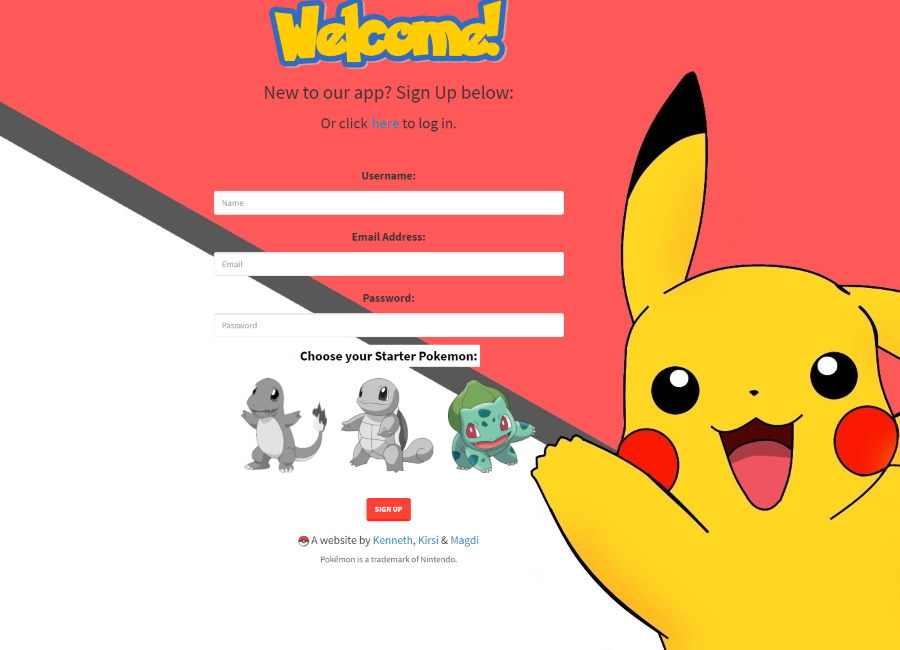 Welcome!
New to our app? Sign Up below:
Or click here to log in.
Username:
Name
Email Address:
Email
Password:
Password
Choose your Starter Pokemon:
SIGN UP
A website by Kenneth, Kirsi & Magdi
Pokémon is a trademark of Nintendo.